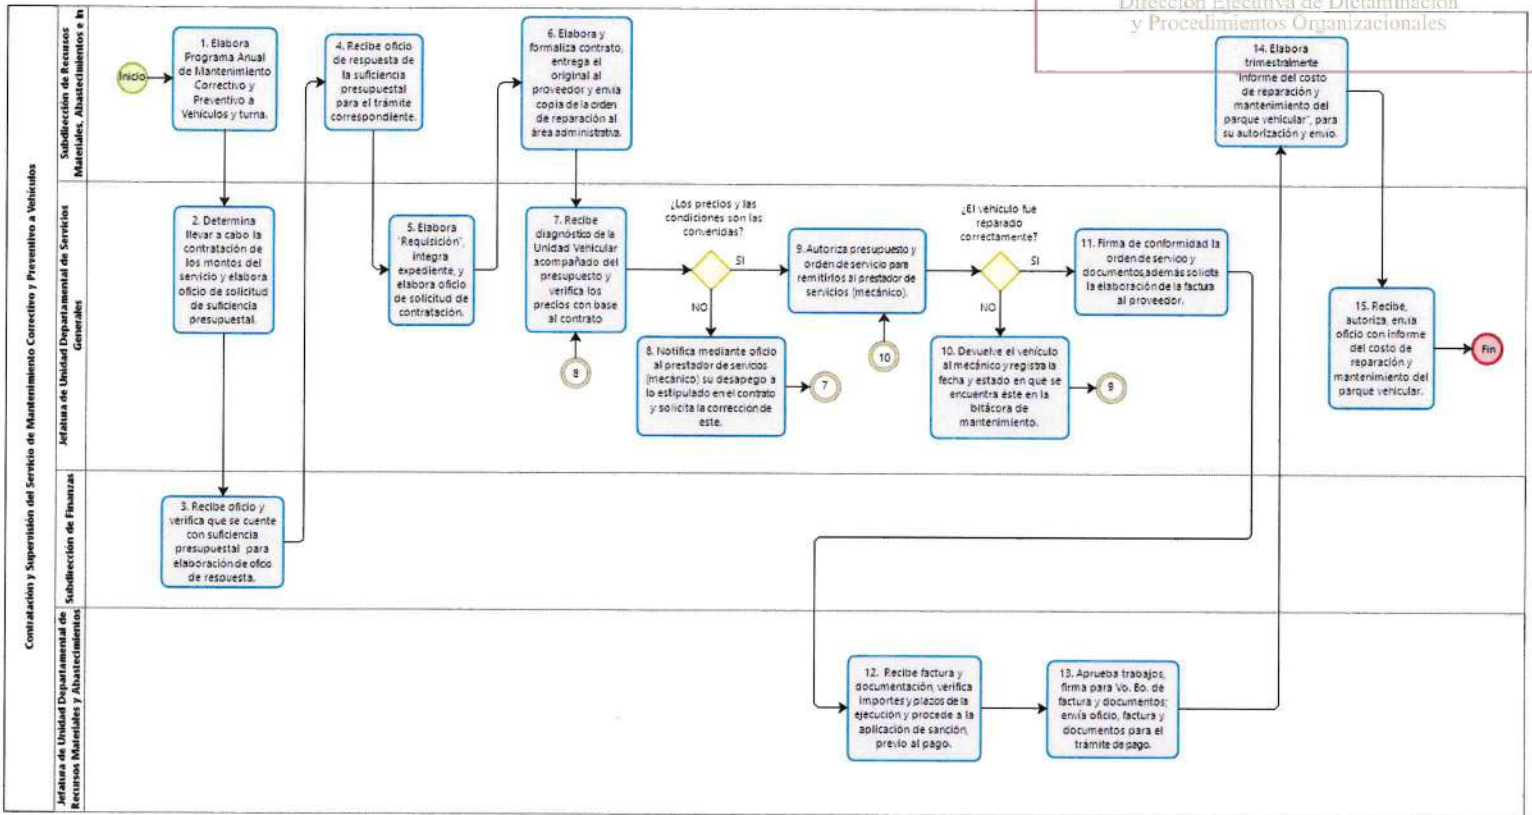 Dirección Ejecutiva de Dictaminación
y Procedimientos Organizacionales
Contratación y Supervisión del Servicio de Mantenimiento Correctivo y Preventivo a Vehículos
Subdirección de Recursos
Materiales, Abastecimientos e In
Inicio
1. Elabora
Programa Anual
de Mantenimiento
Correctivo y
Preventivo a
Vehículos y turna.
4. Recibe oficio
de respuesta de
la suficiencia
presupuestal
para el trámite
correspondiente.
6. Elabora y
formaliza contrato,
entrega el
original al
proveedor y envía
copia de la orden
de reparación al
área administrativa.
14. Elabora
trimestralmente
"Informe del costo
de reparación y
mantenimiento del
parque vehicular", para
su autorización y envío.
Jefatura de Unidad Departamental de Servicios
Generales
2. Determina
llevar a cabo la
contratación de
los montos del
servicio y elabora
oficio de solicitud
de suficiencia
presupuestal.
5. Elabora
"Requisición",
integra
expediente, y
elabora oficio
de solicitud de
contratación.
7. Recibe
diagnóstico de la
Unidad Vehicular
acompañado del
presupuesto y
verifica los
precios con base
al contrato
8
¿Los precios y las
condiciones son las
convenidas?
SI
NO
8. Notifica mediante oficio
al prestador de servicios
(mecánico) su desapego a
lo estipulado en el contrato
y solicita la corrección de
este.
7
9. Autoriza presupuesto y
orden de servicio para
remitirlos al prestador de
servicios (mecánico).
10
¿El vehículo fue
reparado
correctamente?
SI
NO
10. Devuelve el vehículo
al mecánico y registra la
fecha y estado en que se
encuentra éste en la
bitácora de
mantenimiento.
9
11. Firma de conformidad la
orden de servicio y
documentos, además solicita
la elaboración de la factura
al proveedor.
15. Recibe,
autoriza, envía
oficio con informe
del costo de
reparación y
mantenimiento del
parque vehicular.
Fin
Subdirección de Finanzas
3. Recibe oficio y
verifica que se cuente
con suficiencia
presupuestal para
elaboración de oficio
de respuesta.
Jefatura de Unidad Departamental de
Recursos Materiales y Abastecimientos
12. Recibe factura y
documentación, verifica
importes y plazos de la
ejecución y procede a la
aplicación de sanción,
previo al pago.
13. Aprueba trabajos,
firma para Vo. Bo. de
factura y documentos;
envía oficio, factura y
documentos para el
trámite de pago.